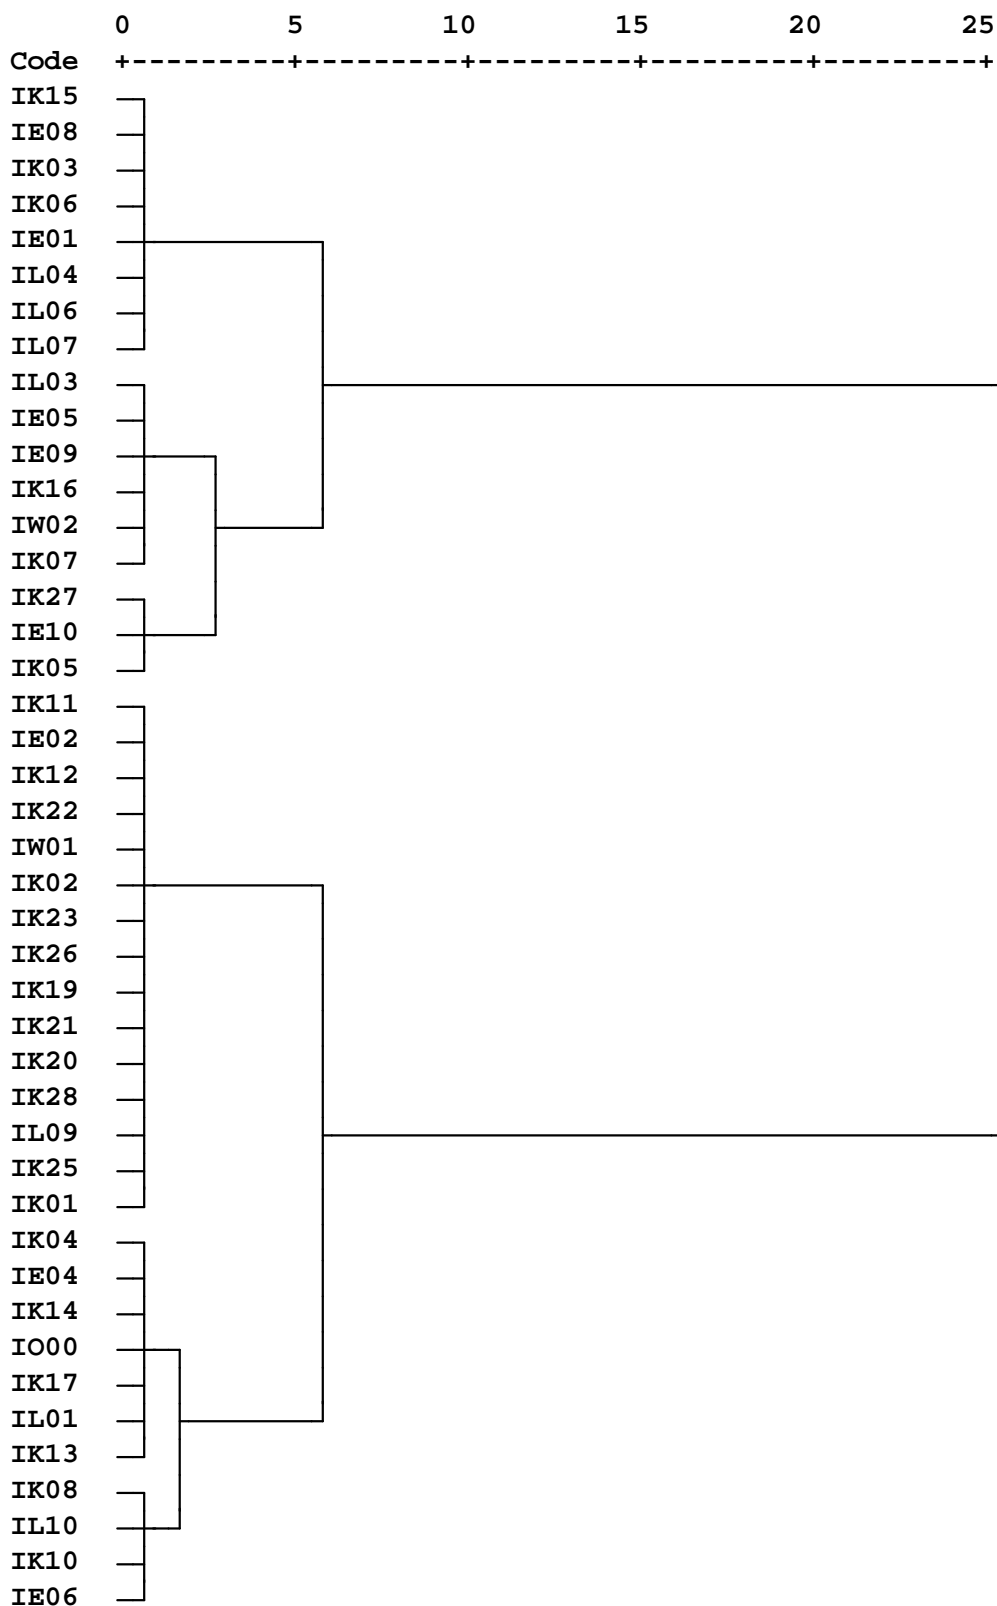 0 5 10 15 20 25
Code +---------+---------+---------+---------+---------+
IK15
IE08
IK03
IK06
IE01
IL04
IL06
IL07
IL03
IE05
IE09
IK16
IW02
IK07
IK27
IE10
IK05
IK11
IE02
IK12
IK22
IW01
IK02
IK23
IK26
IK19
IK21
IK20
IK28
IL09
IK25
IK01
IK04
IE04
IK14
IO00
IK17
IL01
IK13
IK08
IL10
IK10
IE06